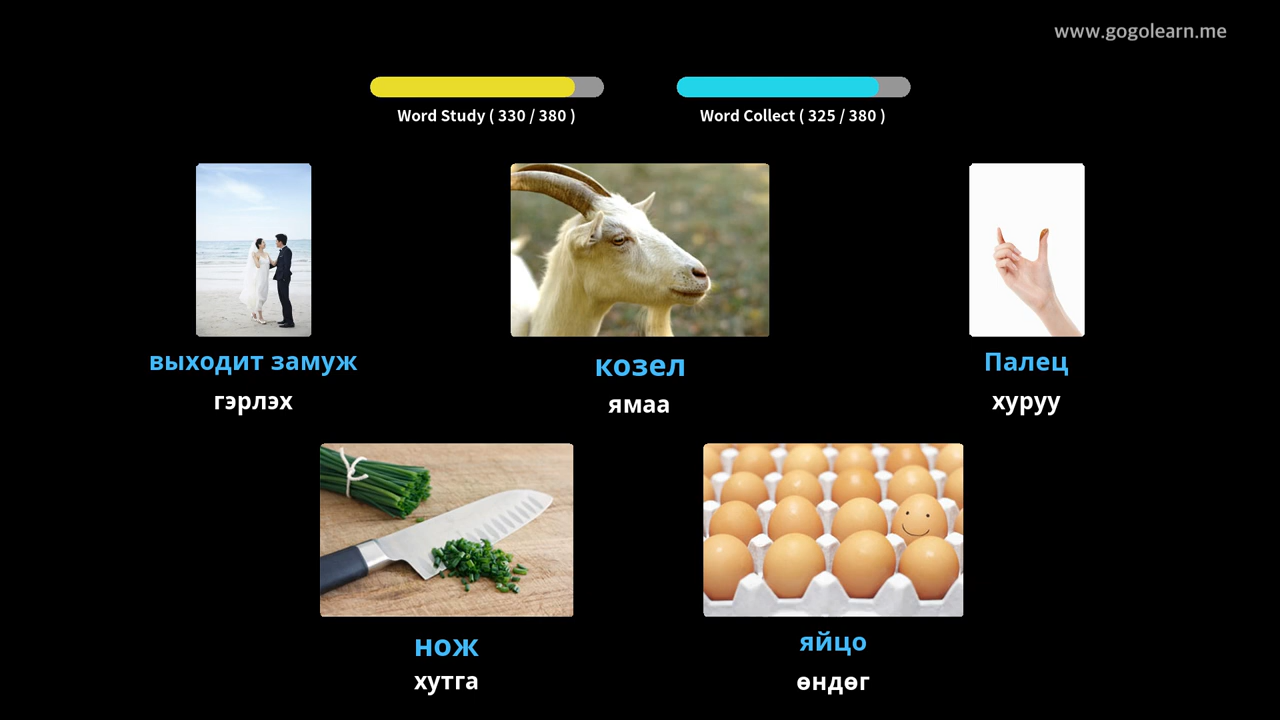 www.gogolearn.me
Word Study ( 330 / 380 )
Word Collect ( 325 / 380 )
выходит замуж
гэрлэх
козел
ямаа
Палец
хуруу
нож
хутга
яйцо
өндөг